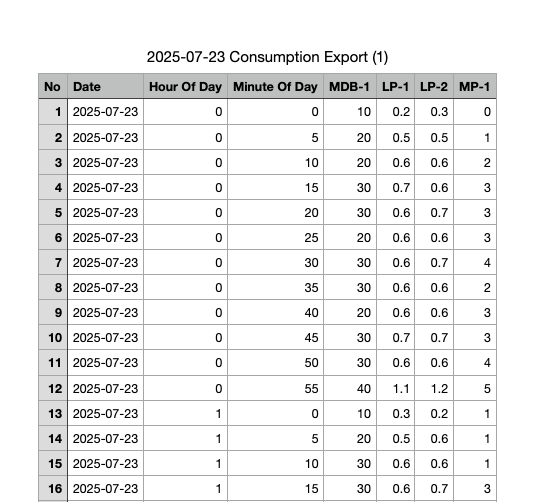 2025-07-23 Consumption Export (1)
No Date Hour Of Day Minute Of Day MDB-1 LP-1 LP-2 MP-1
1 2025-07-23 0 0 10 0.2 0.3 0
2 2025-07-23 0 5 20 0.5 0.5 1
3 2025-07-23 0 10 20 0.6 0.6 2
4 2025-07-23 0 15 30 0.7 0.6 3
5 2025-07-23 0 20 30 0.6 0.7 3
6 2025-07-23 0 25 20 0.6 0.6 3
7 2025-07-23 0 30 30 0.6 0.7 4
8 2025-07-23 0 35 30 0.6 0.6 2
9 2025-07-23 0 40 20 0.6 0.6 3
10 2025-07-23 0 45 30 0.7 0.7 3
11 2025-07-23 0 50 30 0.6 0.6 4
12 2025-07-23 0 55 40 1.1 1.2 5
13 2025-07-23 1 0 10 0.3 0.2 1
14 2025-07-23 1 5 20 0.5 0.6 1
15 2025-07-23 1 10 30 0.6 0.6 1
16 2025-07-23 1 15 30 0.6 0.7 3